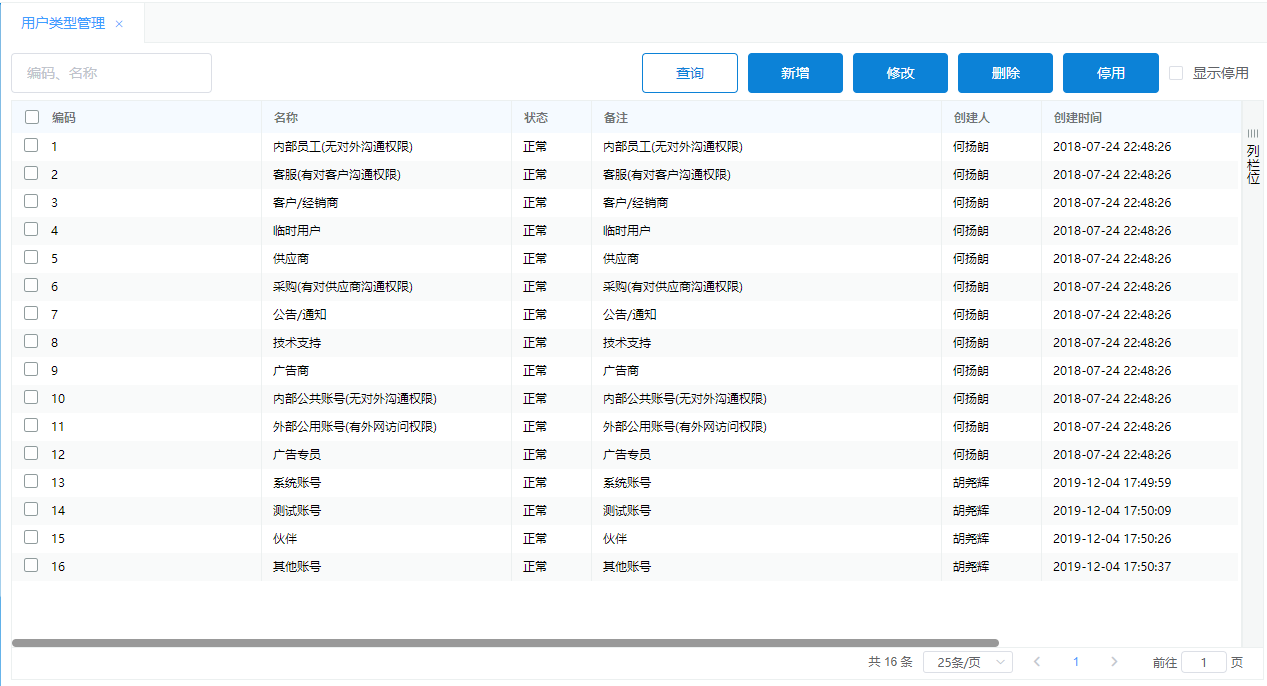 用户类型管理 ×
编码、名称 查询 新增 修改 删除 停用 显示停用
编码 名称 状态 备注 创建人 创建时间
1 内部员工(无对外沟通权限) 正常 内部员工(无对外沟通权限) 何扬朗 2018-07-24 22:48:26
2 客服(有对客户沟通权限) 正常 客服(有对客户沟通权限) 何扬朗 2018-07-24 22:48:26
3 客户/经销商 正常 客户/经销商 何扬朗 2018-07-24 22:48:26
4 临时用户 正常 临时用户 何扬朗 2018-07-24 22:48:26
5 供应商 正常 供应商 何扬朗 2018-07-24 22:48:26
6 采购(有对供应商沟通权限) 正常 采购(有对供应商沟通权限) 何扬朗 2018-07-24 22:48:26
7 公告/通知 正常 公告/通知 何扬朗 2018-07-24 22:48:26
8 技术支持 正常 技术支持 何扬朗 2018-07-24 22:48:26
9 广告商 正常 广告商 何扬朗 2018-07-24 22:48:26
10 内部公共账号(无对外沟通权限) 正常 内部公共账号(无对外沟通权限) 何扬朗 2018-07-24 22:48:26
11 外部公用账号(有外网访问权限) 正常 外部公用账号(有外网访问权限) 何扬朗 2018-07-24 22:48:26
12 广告专员 正常 广告专员 何扬朗 2018-07-24 22:48:26
13 系统账号 正常 系统账号 胡尧辉 2019-12-04 17:49:59
14 测试账号 正常 测试账号 胡尧辉 2019-12-04 17:50:09
15 伙伴 正常 伙伴 胡尧辉 2019-12-04 17:50:26
16 其他账号 正常 其他账号 胡尧辉 2019-12-04 17:50:37
列栏位
共 16 条 25条/页 1 前往 1 页